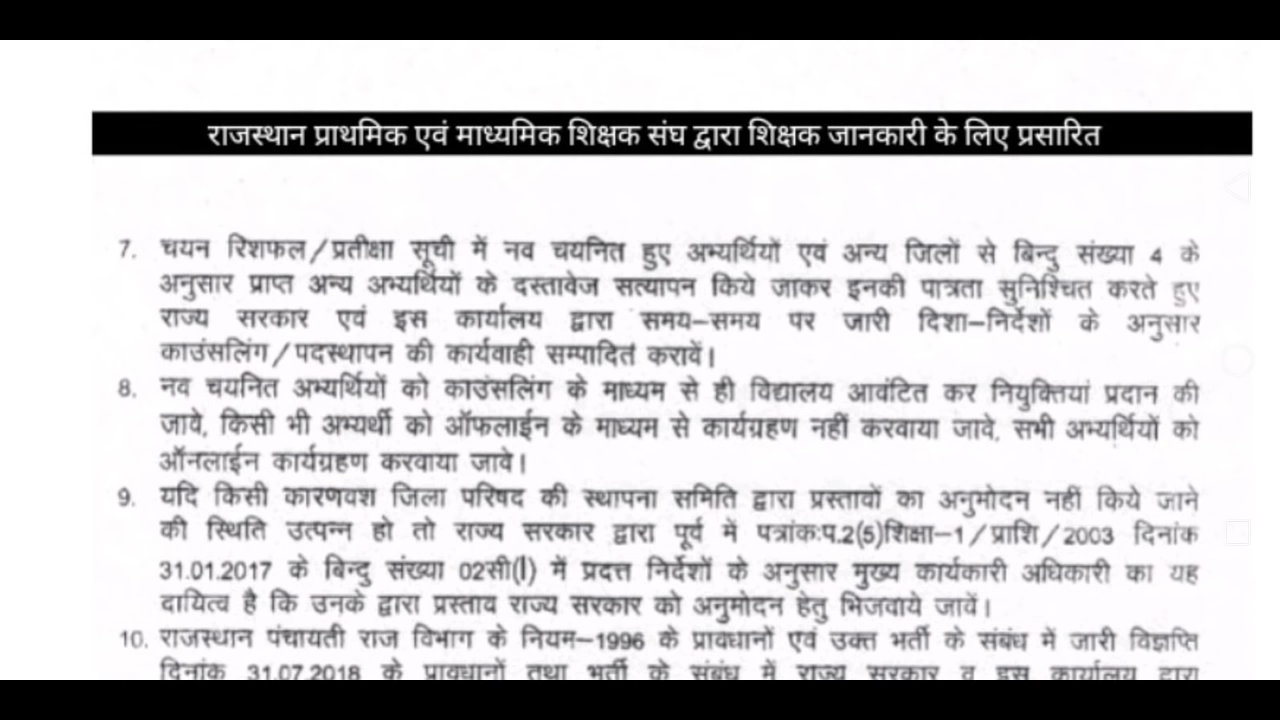 राजस्थान प्राथमिक एवं माध्यमिक शिक्षक संघ द्वारा शिक्षक जानकारी के लिए प्रसारित
7. चयन रिशफल/प्रतीक्षा सूची में नव चयनित हुए अभ्यर्थियों एवं अन्य जिलों से बिन्दु संख्या 4 के
अनुसार प्राप्त अन्य अभ्यर्थियों के दस्तावेज सत्यापन किये जाकर इनकी पात्रता सुनिश्चित करते हुए
राज्य सरकार एवं इस कार्यालय द्वारा समय–समय पर जारी दिशा–निर्देशों के अनुसार
काउंसलिंग/पदस्थापन की कार्यवाही सम्पादित करावें।
8. नव चयनित अभ्यर्थियों को काउंसलिंग के माध्यम से ही विद्यालय आवंटित कर नियुक्तियां प्रदान की
जावे, किसी भी अभ्यर्थी को ऑफलाईन के माध्यम से कार्यग्रहण नहीं करवाया जावे, सभी अभ्यर्थियों को
ऑनलाईन कार्यग्रहण करवाया जावे।
9. यदि किसी कारणवश जिला परिषद की स्थापना समिति द्वारा प्रस्तावों का अनुमोदन नहीं किये जाने
की स्थिति उत्पन्न हो तो राज्य सरकार द्वारा पूर्व में पत्रांक:प.2(5)शिक्षा–1/प्राशि/2003 दिनांक
31.01.2017 के बिन्दु संख्या 02सी(l) में प्रदत्त निर्देशों के अनुसार मुख्य कार्यकारी अधिकारी का यह
दायित्व है कि उनके द्वारा प्रस्ताव राज्य सरकार को अनुमोदन हेतु भिजवाये जावें।
10. राजस्थान पंचायती राज विभाग के नियम–1996 के प्रावधानों एवं उक्त भर्ती के संबंध में जारी विज्ञप्ति
दिनांक 31.07.2018 के प्रावधानों तथा भर्ती के संबंध में राज्य सरकार व इस कार्यालय द्वारा